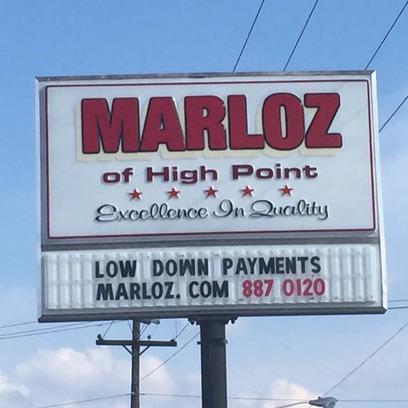 MARLOZ
of High Point
Excellence In Quality
LOW DOWN PAYMENTS
MARLOZ. COM 887 0120